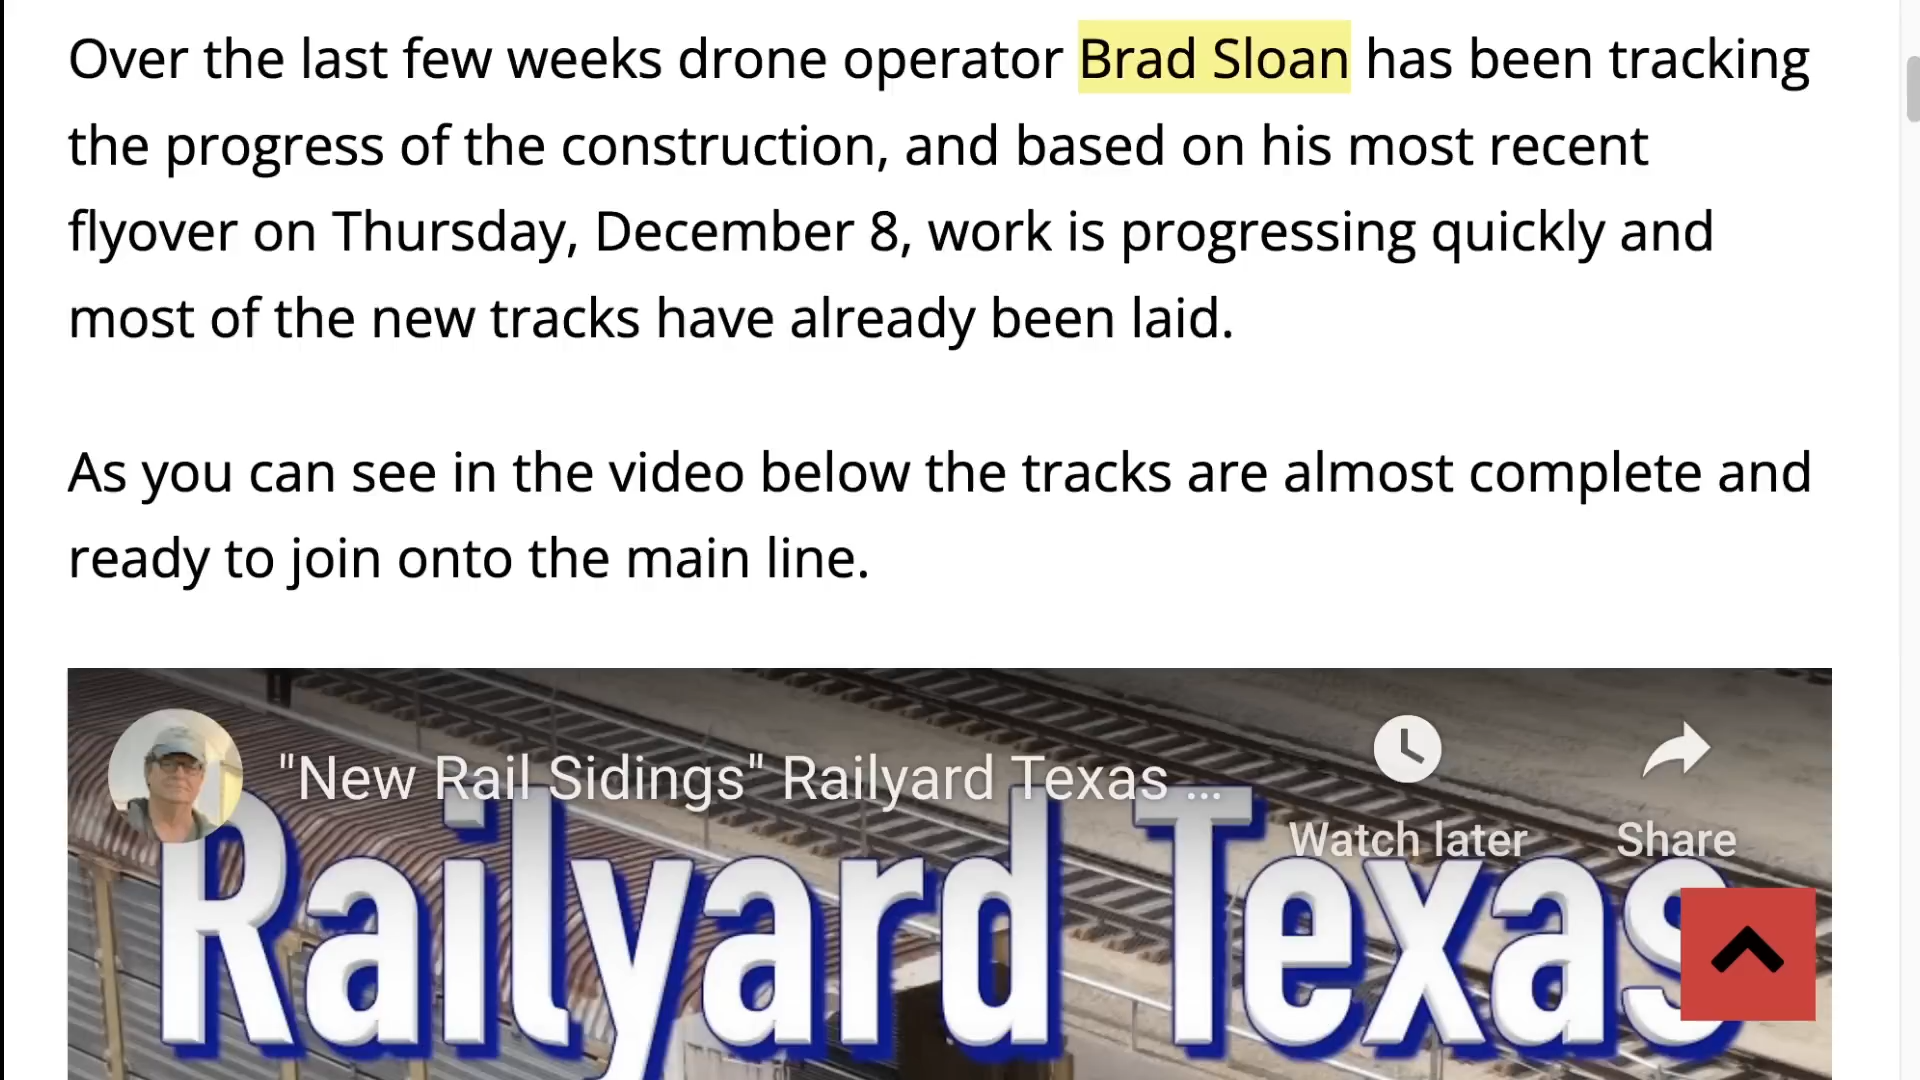 Over the last few weeks drone operator Brad Sloan has been tracking
the progress of the construction, and based on his most recent
flyover on Thursday, December 8, work is progressing quickly and
most of the new tracks have already been laid.
As you can see in the video below the tracks are almost complete and
ready to join onto the main line.
"New Rail Sidings" Railyard Texas ...
Watch later
Share
Railyard Texas